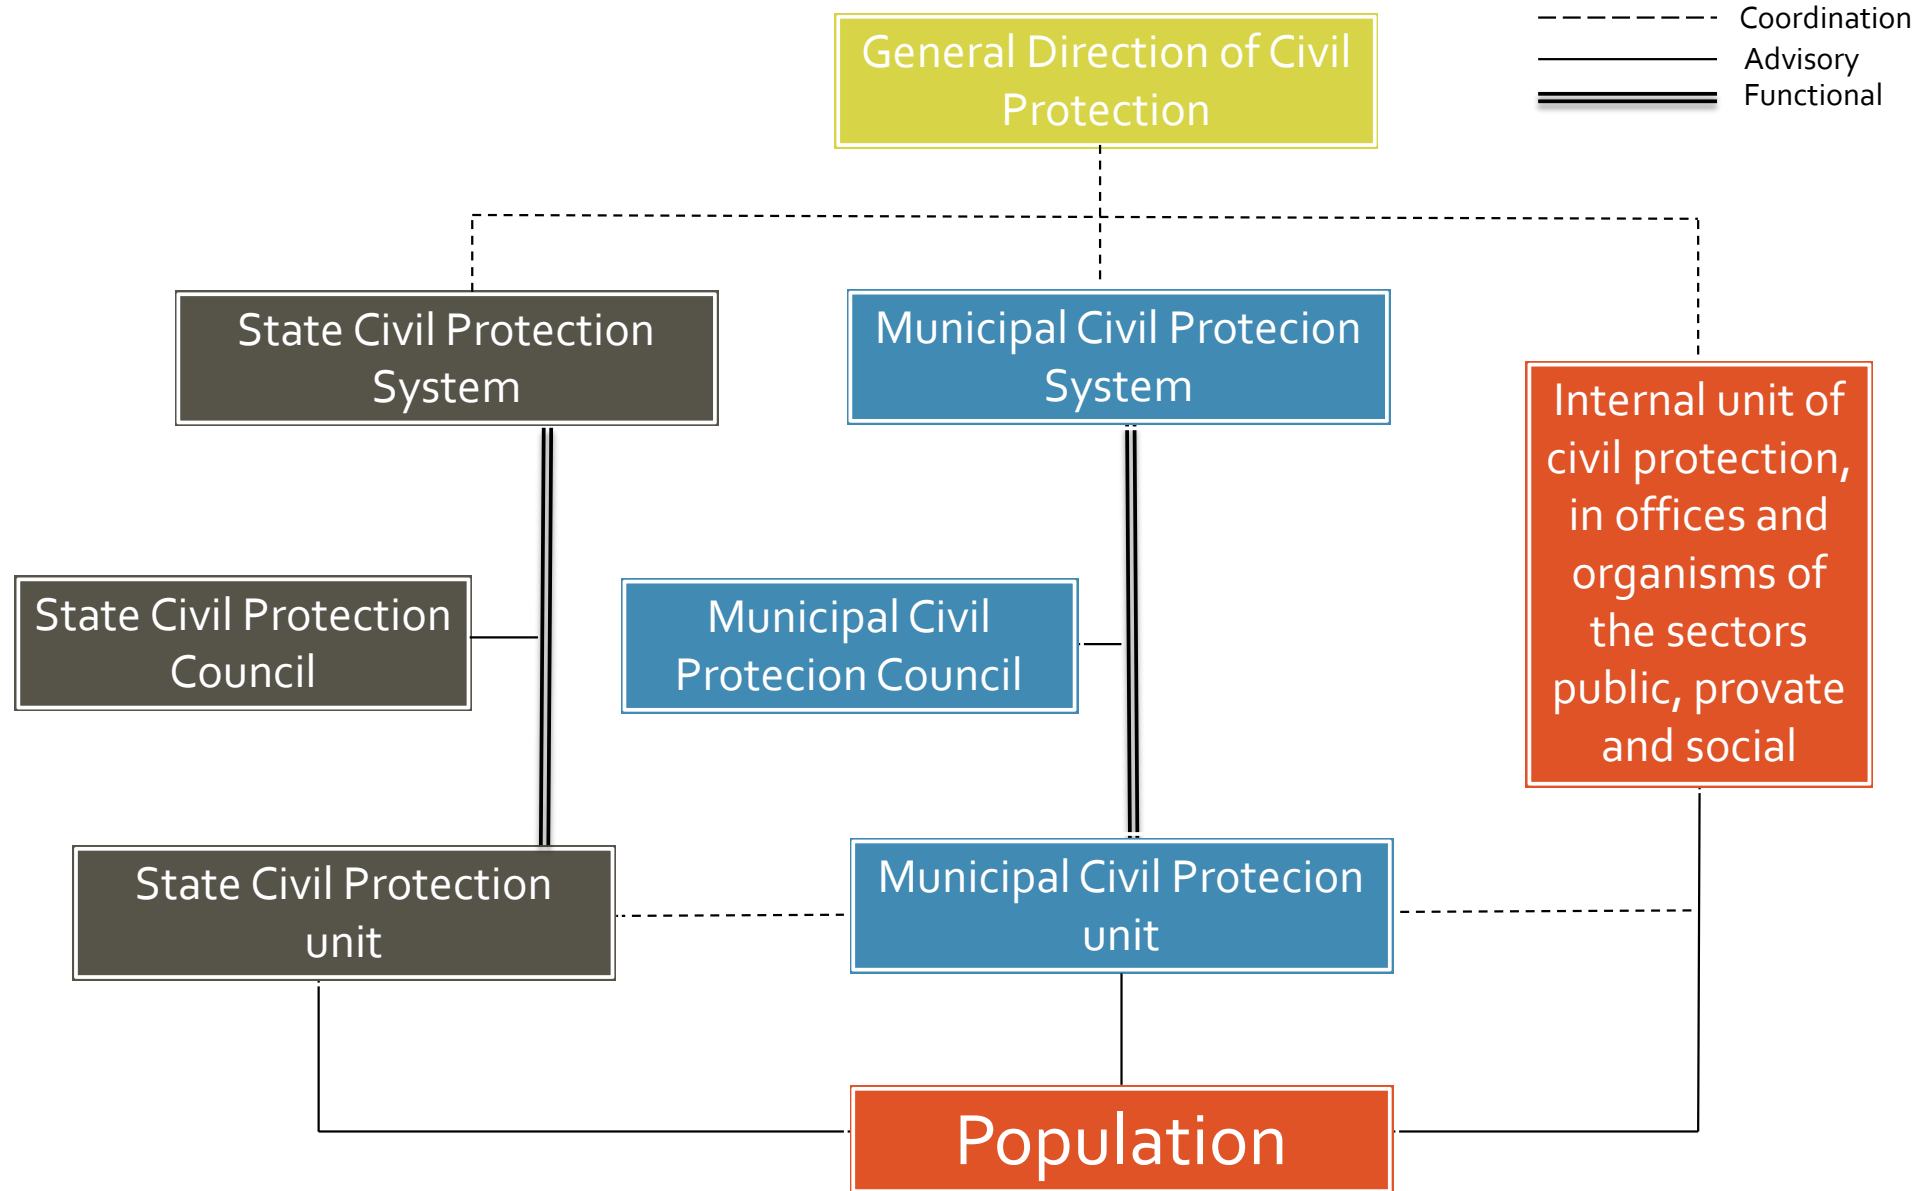 Coordination
Advisory
Functional
General Direction of Civil
Protection
State Civil Protection
System
Municipal Civil Protecion
System
Internal unit of
civil protection,
in offices and
organisms of
the sectors
public, provate
and social
State Civil Protection
Council
Municipal Civil
Protecion Council
State Civil Protection
unit
Municipal Civil Protecion
unit
Population